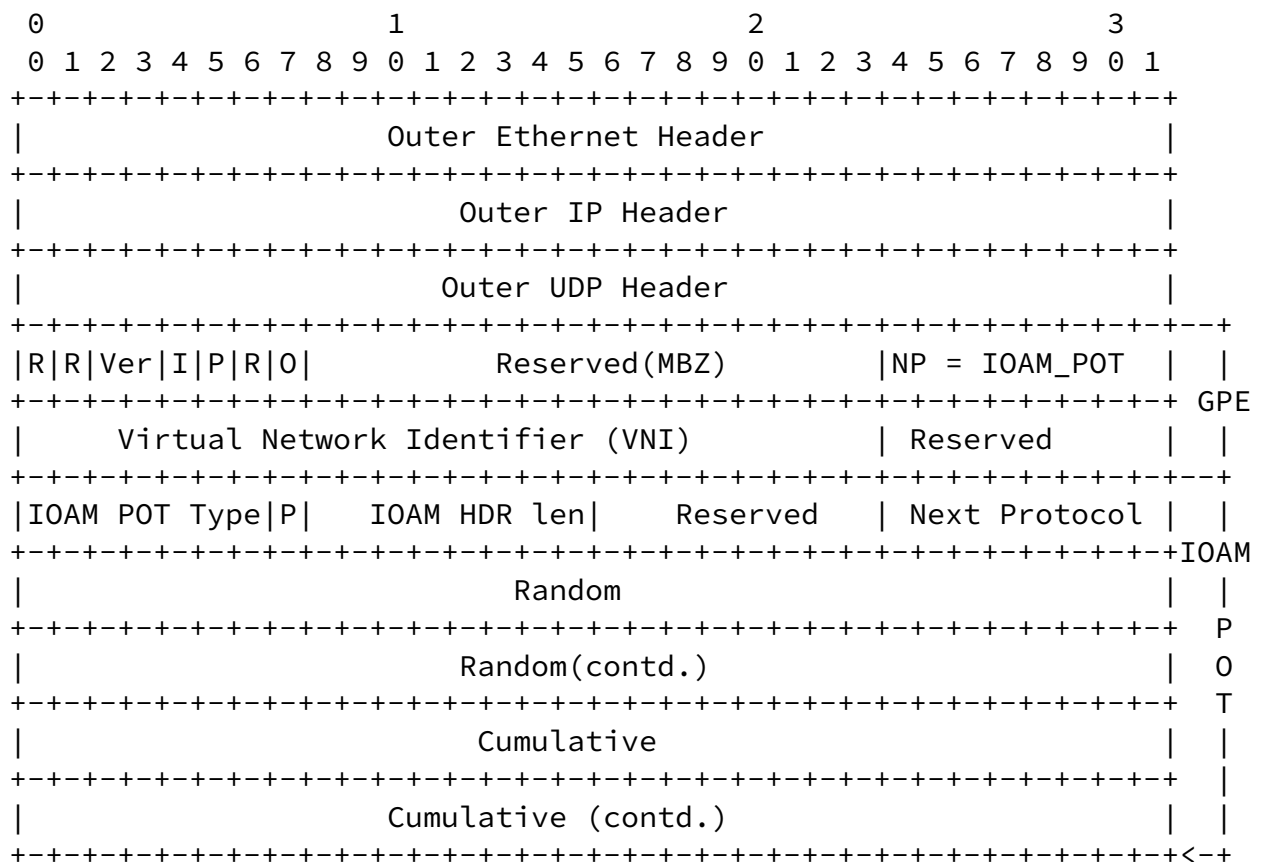 0                   1                   2                   3
 0 1 2 3 4 5 6 7 8 9 0 1 2 3 4 5 6 7 8 9 0 1 2 3 4 5 6 7 8 9 0 1
+-+-+-+-+-+-+-+-+-+-+-+-+-+-+-+-+-+-+-+-+-+-+-+-+-+-+-+-+-+-+-+-+
|                    Outer Ethernet Header                      |
+-+-+-+-+-+-+-+-+-+-+-+-+-+-+-+-+-+-+-+-+-+-+-+-+-+-+-+-+-+-+-+-+
|                        Outer IP Header                        |
+-+-+-+-+-+-+-+-+-+-+-+-+-+-+-+-+-+-+-+-+-+-+-+-+-+-+-+-+-+-+-+-+
|                       Outer UDP Header                        |
+-+-+-+-+-+-+-+-+-+-+-+-+-+-+-+-+-+-+-+-+-+-+-+-+-+-+-+-+-+-+-+-+--+
|R|R|Ver|I|P|R|O|          Reserved(MBZ)        |NP = IOAM_POT  |  |
+-+-+-+-+-+-+-+-+-+-+-+-+-+-+-+-+-+-+-+-+-+-+-+-+-+-+-+-+-+-+-+-+ GPE
|     Virtual Network Identifier (VNI)          | Reserved      |  |
+-+-+-+-+-+-+-+-+-+-+-+-+-+-+-+-+-+-+-+-+-+-+-+-+-+-+-+-+-+-+-+-+--+
|IOAM POT Type|P|   IOAM HDR len|    Reserved   | Next Protocol |  |
+-+-+-+-+-+-+-+-+-+-+-+-+-+-+-+-+-+-+-+-+-+-+-+-+-+-+-+-+-+-+-+-+IOAM
|                           Random                              |  |
+-+-+-+-+-+-+-+-+-+-+-+-+-+-+-+-+-+-+-+-+-+-+-+-+-+-+-+-+-+-+-+-+  P
|                        Random(contd.)                         |  O
+-+-+-+-+-+-+-+-+-+-+-+-+-+-+-+-+-+-+-+-+-+-+-+-+-+-+-+-+-+-+-+-+  T
|                         Cumulative                            |  |
+-+-+-+-+-+-+-+-+-+-+-+-+-+-+-+-+-+-+-+-+-+-+-+-+-+-+-+-+-+-+-+-+  |
|                    Cumulative (contd.)                        |  |
+-+-+-+-+-+-+-+-+-+-+-+-+-+-+-+-+-+-+-+-+-+-+-+-+-+-+-+-+-+-+-+-+<-+